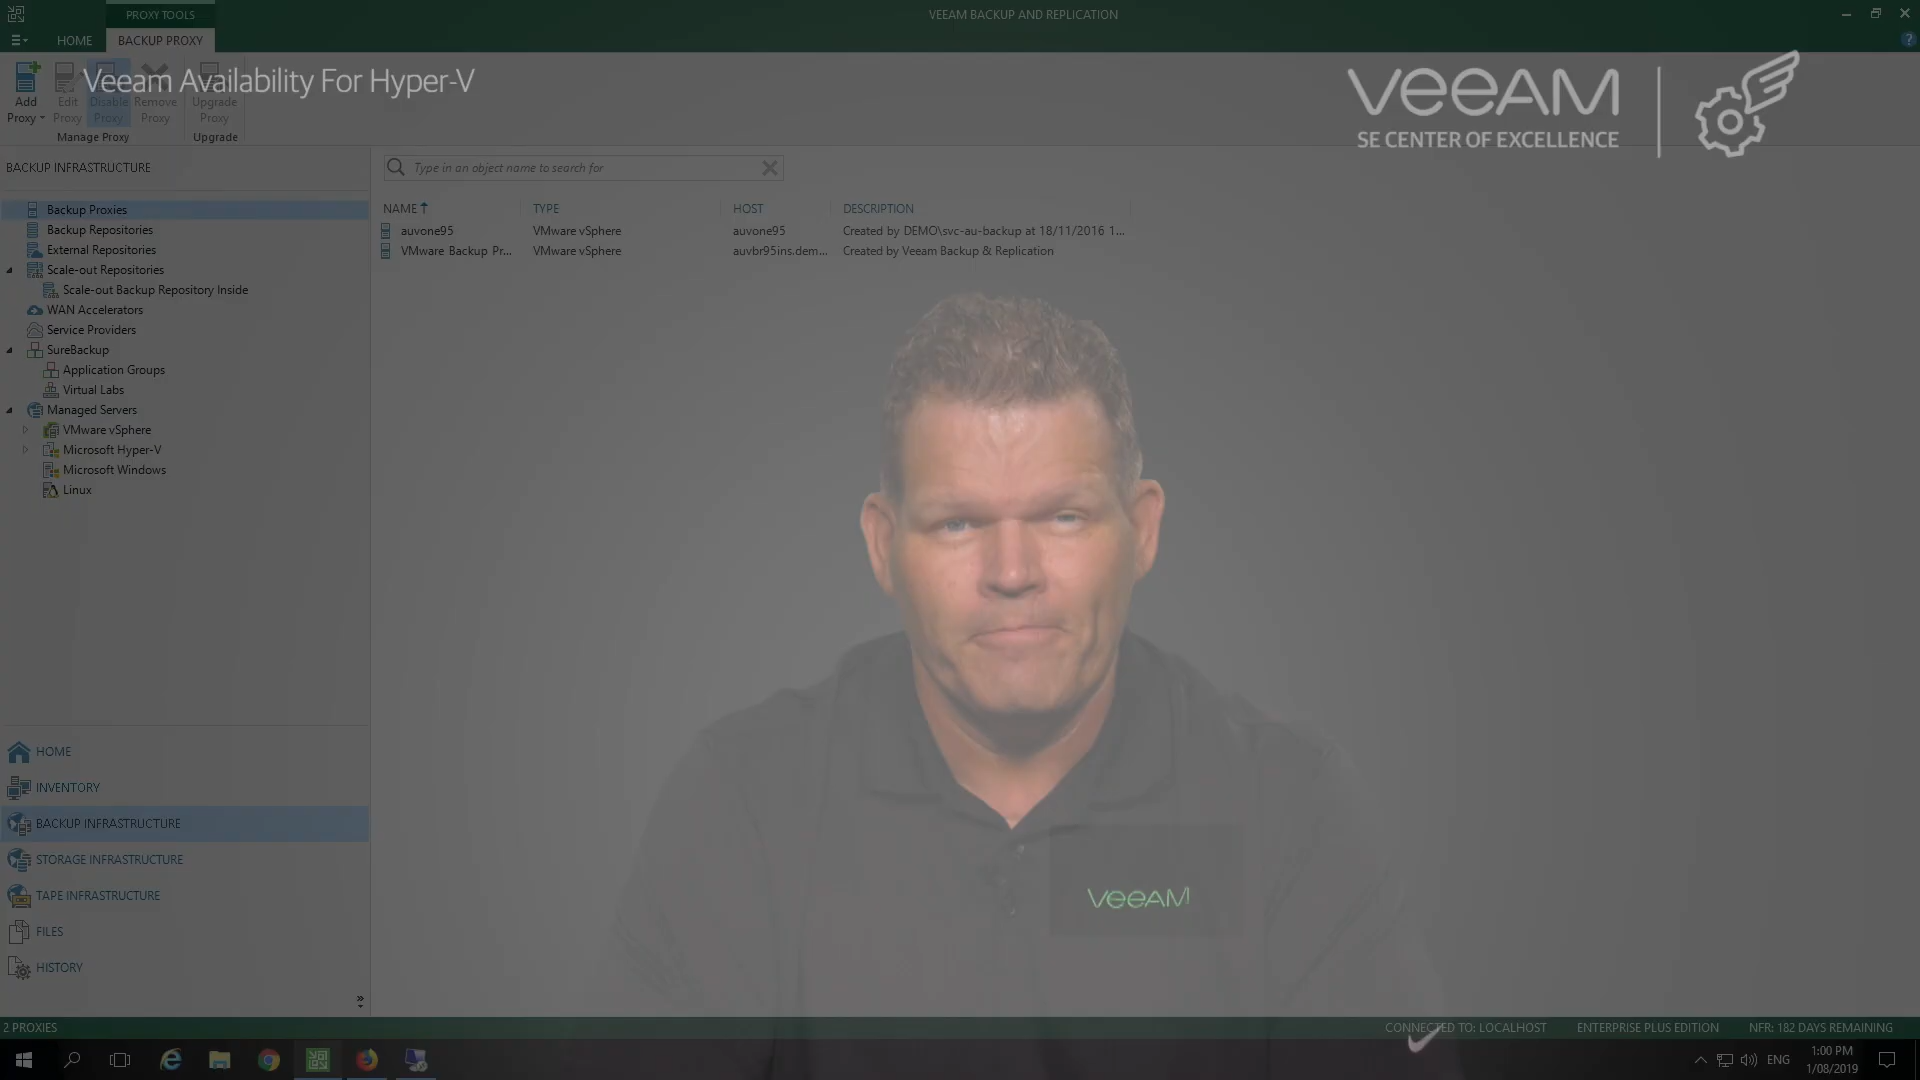 PROXY TOOLS
VEEAM BACKUP AND REPLICATION
HOME
BACKUP PROXY
Veeam Availability For Hyper-V
Add Proxy
Edit Proxy
Disable Proxy
Remove Proxy
Upgrade Proxy
Manage Proxy
Upgrade
VeeAM
SE CENTER OF EXCELLENCE
BACKUP INFRASTRUCTURE
Type in an object name to search for
Backup Proxies
Backup Repositories
External Repositories
Scale-out Repositories
Scale-out Backup Repository Inside
WAN Accelerators
Service Providers
SureBackup
Application Groups
Virtual Labs
Managed Servers
VMware vSphere
Microsoft Hyper-V
Microsoft Windows
Linux
NAME TYPE HOST DESCRIPTION
auvone95 VMware vSphere auvone95 Created by DEMO\svc-au-backup at 18/11/2016 1...
VMware Backup Pr... VMware vSphere auvbr95ins.dem... Created by Veeam Backup & Replication
HOME
INVENTORY
BACKUP INFRASTRUCTURE
STORAGE INFRASTRUCTURE
TAPE INFRASTRUCTURE
FILES
HISTORY
VeeAM
2 PROXIES
CONNECTED TO: LOCALHOST
ENTERPRISE PLUS EDITION
NFR: 182 DAYS REMAINING
ENG
1:00 PM
1/08/2019